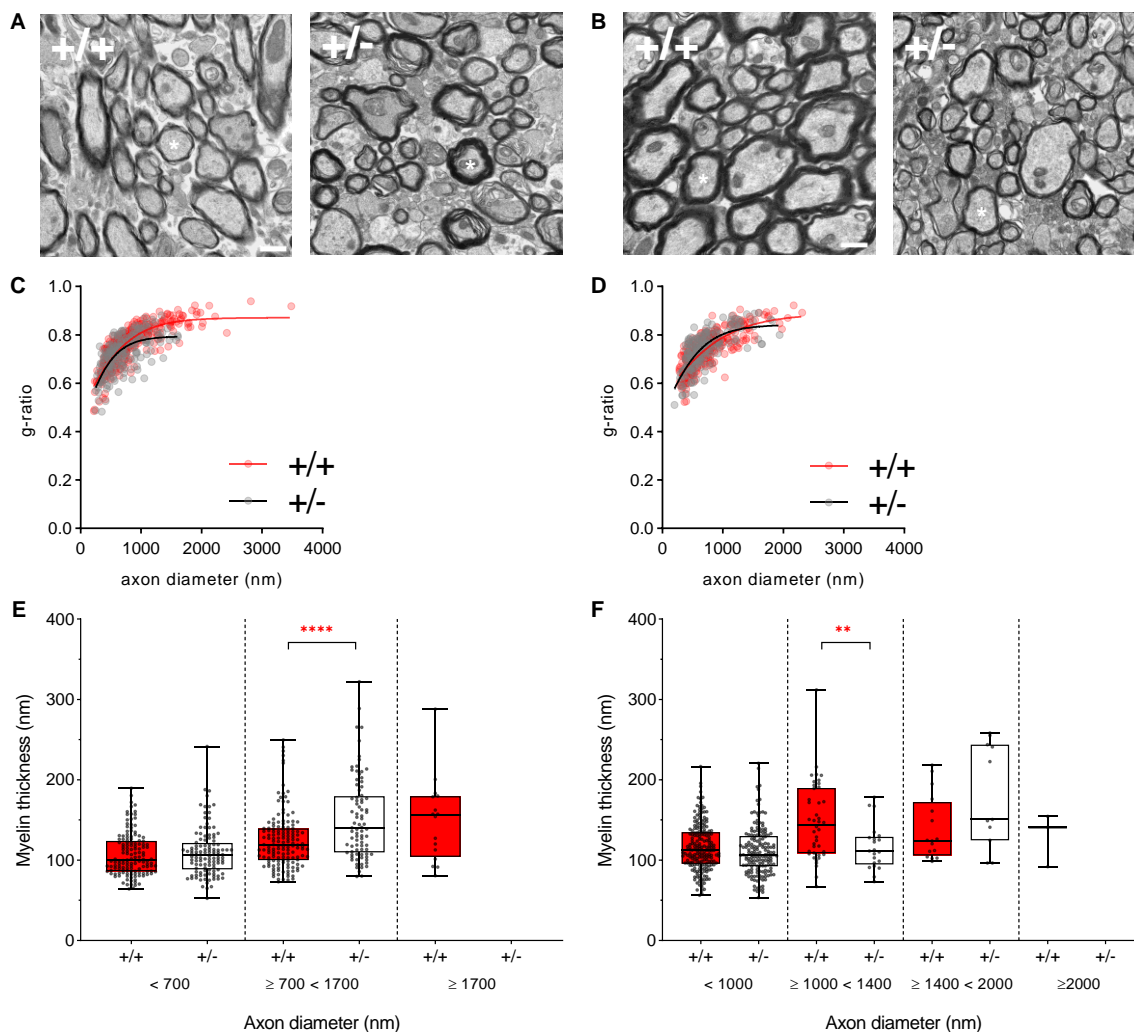 A
+/+
*
+/-
*
B
+/+
*
+/-
*
C
1.0
0.8
0.6
0.4
0.2
0.0
g-ratio
+/+
+/-
0 1000 2000 3000 4000
axon diameter (nm)
D
1.0
0.8
0.6
0.4
0.2
0.0
g-ratio
+/+
+/-
0 1000 2000 3000 4000
axon diameter (nm)
E
400
300
200
100
0
Myelin thickness (nm)
****
+/+ +/- +/+ +/- +/+ +/-
< 700 ≥ 700 < 1700 ≥ 1700
Axon diameter (nm)
F
400
300
200
100
0
Myelin thickness (nm)
**
+/+ +/- +/+ +/- +/+ +/- +/+ +/-
< 1000 ≥ 1000 < 1400 ≥ 1400 < 2000 ≥2000
Axon diameter (nm)